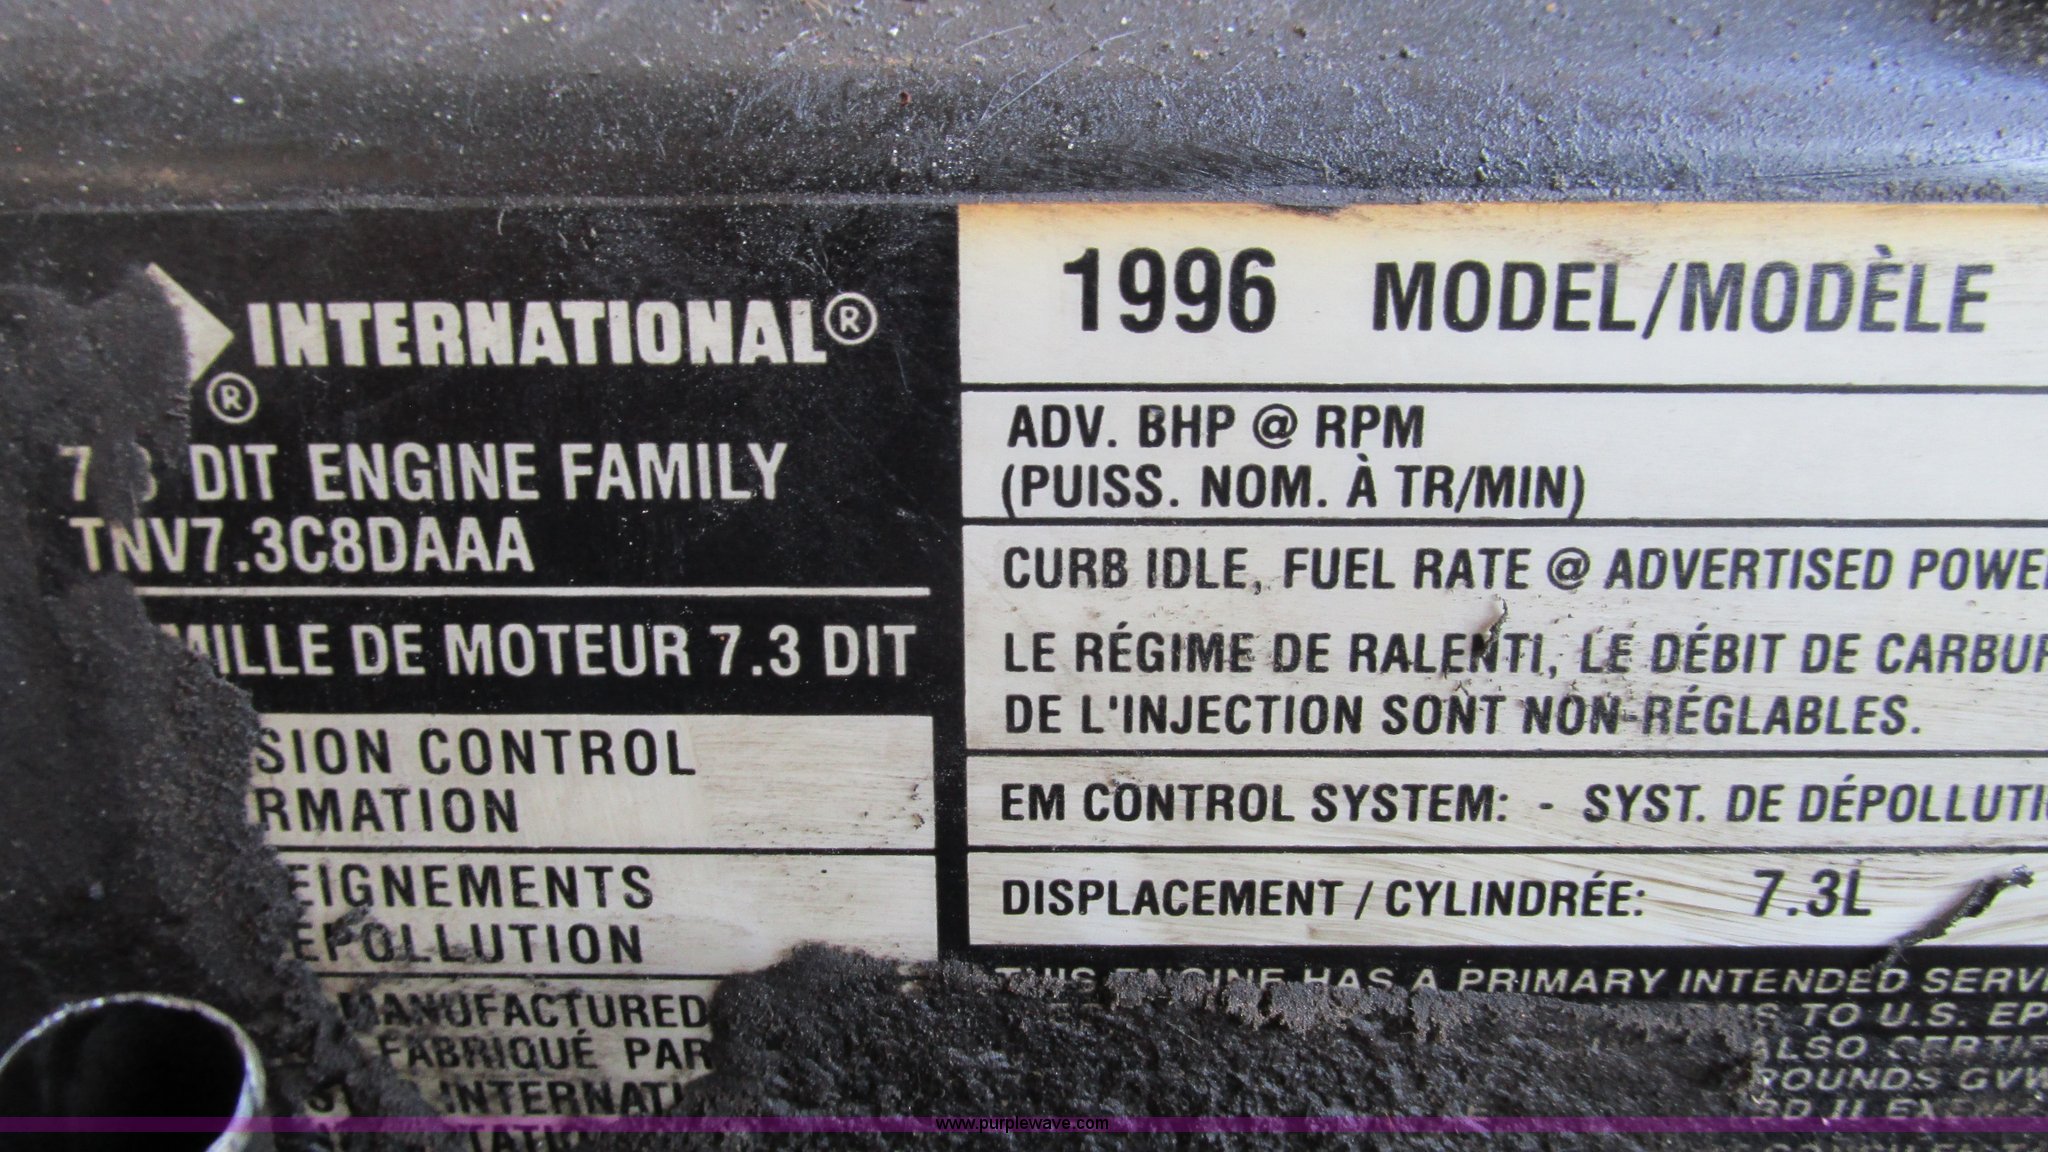 INTERNATIONAL®
®
DIT ENGINE FAMILY
TNV7.3C8DAAA
MILLE DE MOTEUR 7.3 DIT
SION CONTROL
RMATION
EIGNEMENTS
ÉPOLLUTION
MANUFACTURED
FABRIQUÉ PAR
INTERNATI
1996 MODEL/MODÈLE
ADV. BHP @ RPM
(PUISS. NOM. À TR/MIN)
CURB IDLE, FUEL RATE @ ADVERTISED POWE
LE RÉGIME DE RALENTI, LE DÉBIT DE CARBUR
DE L'INJECTION SONT NON-RÉGLABLES.
EM CONTROL SYSTEM: - SYST. DE DÉPOLLUTI
DISPLACEMENT / CYLINDRÉE: 7.3L
THIS ENGINE HAS A PRIMARY INTENDED SERV
TO U.S. EP
ALSO CERTIF
POUNDS GVW
www.purplewave.com